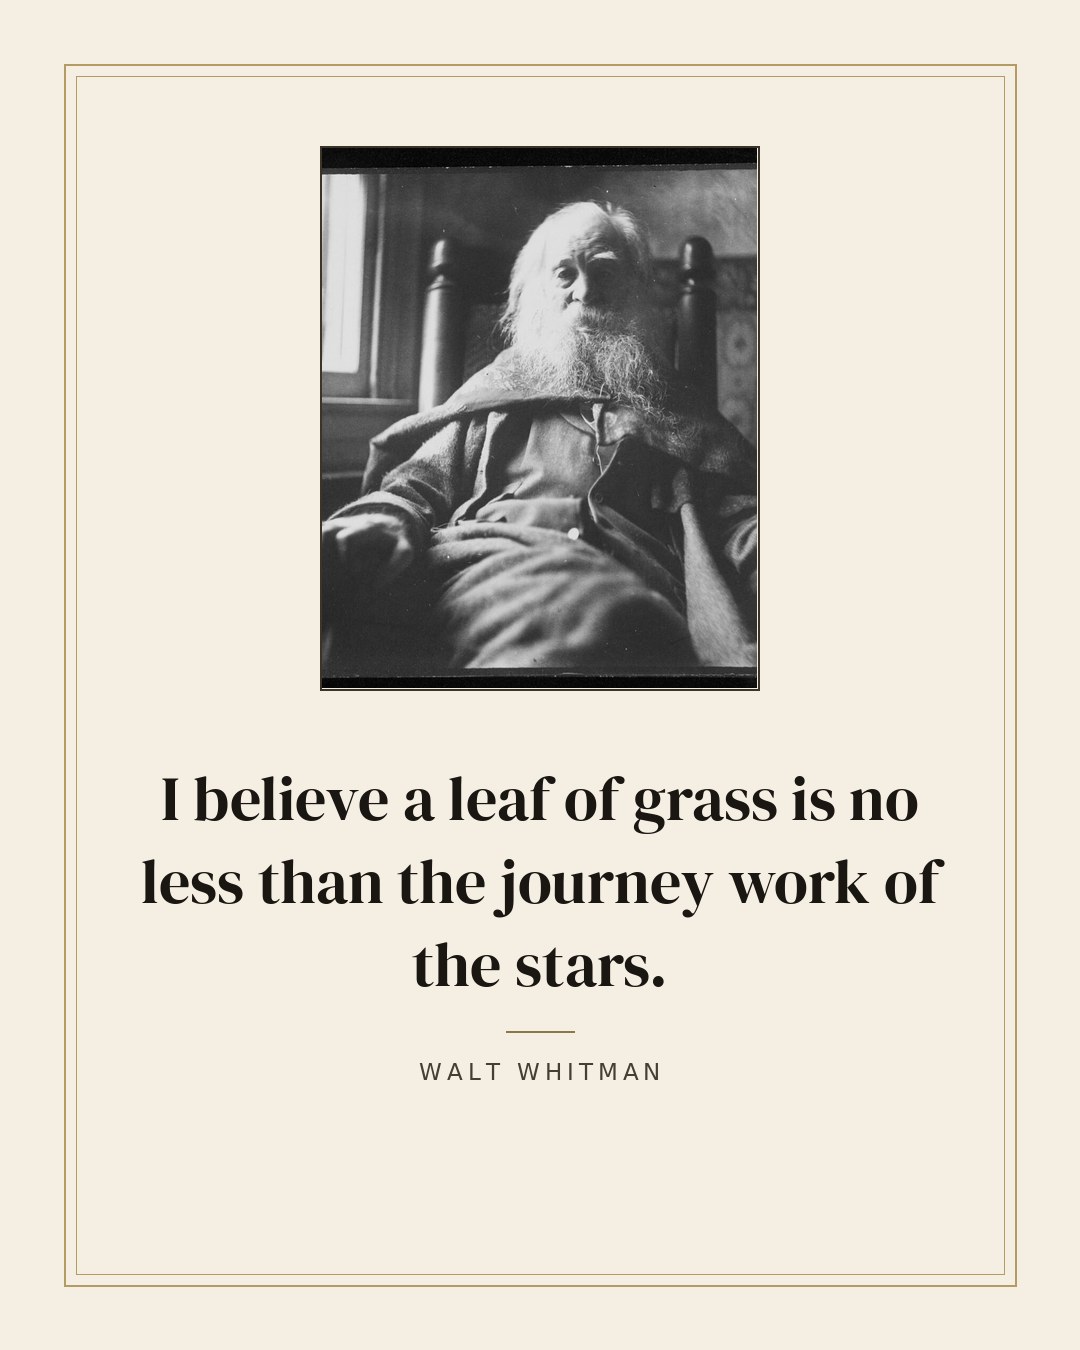 I believe a leaf of grass is no
less than the journey work of
the stars.
WALT WHITMAN